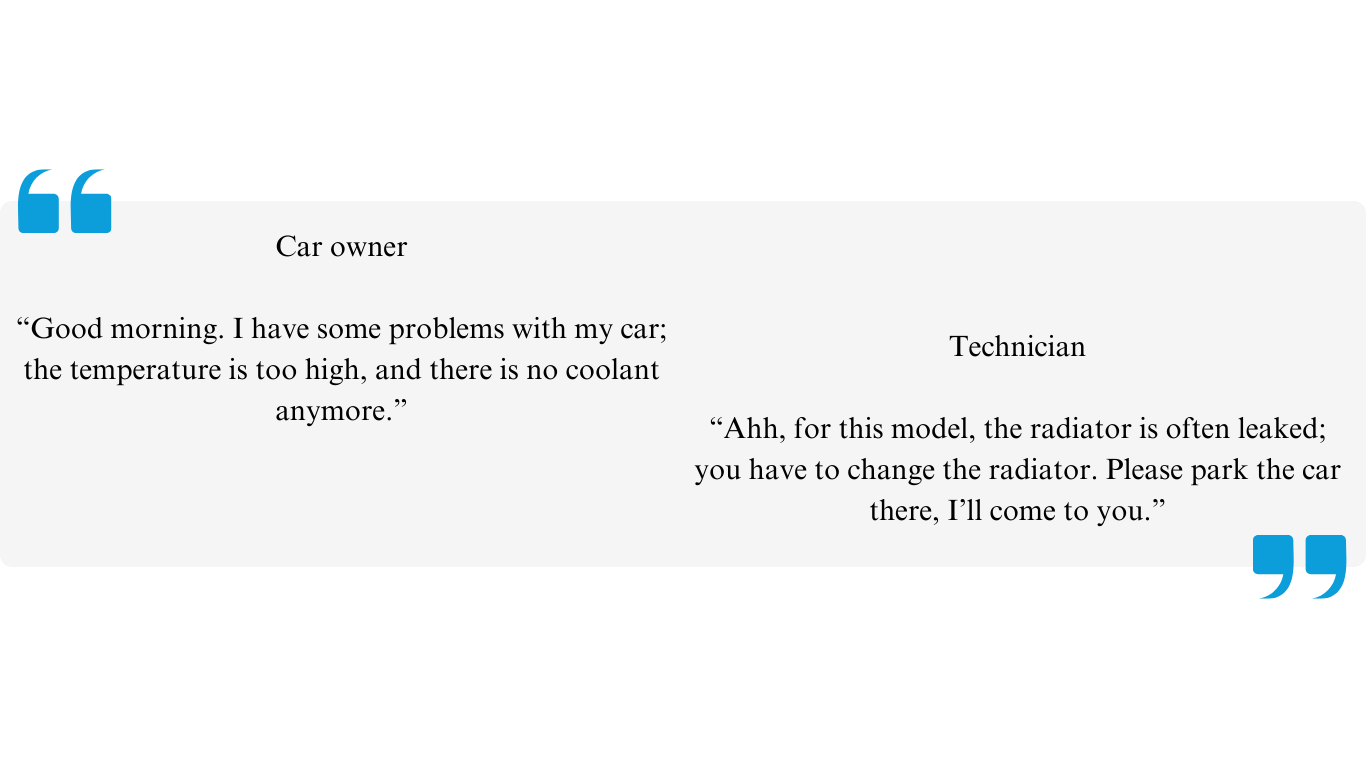 Car owner
“Good morning. I have some problems with my car;
the temperature is too high, and there is no coolant
anymore.”
Technician
“Ahh, for this model, the radiator is often leaked;
you have to change the radiator. Please park the car
there, I’ll come to you.”